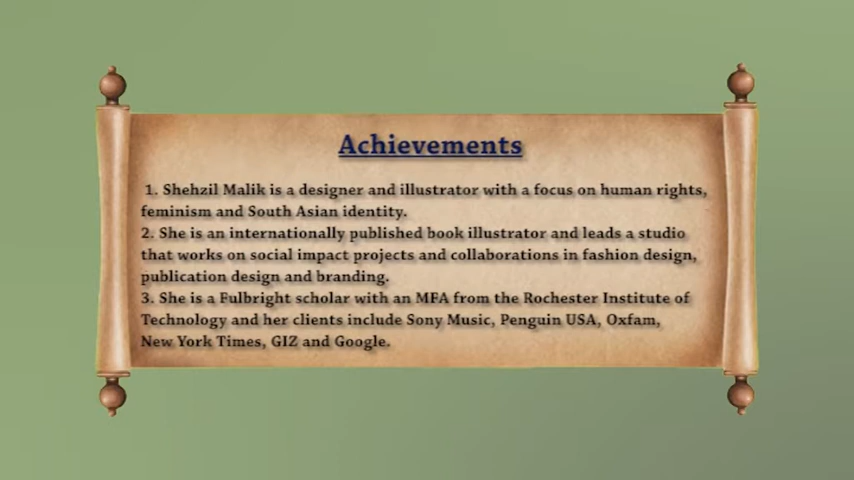 Achievements
1. Shehzil Malik is a designer and illustrator with a focus on human rights,
feminism and South Asian identity.
2. She is an internationally published book illustrator and leads a studio
that works on social impact projects and collaborations in fashion design,
publication design and branding.
3. She is a Fulbright scholar with an MFA from the Rochester Institute of
Technology and her clients include Sony Music, Penguin USA, Oxfam,
New York Times, GIZ and Google.